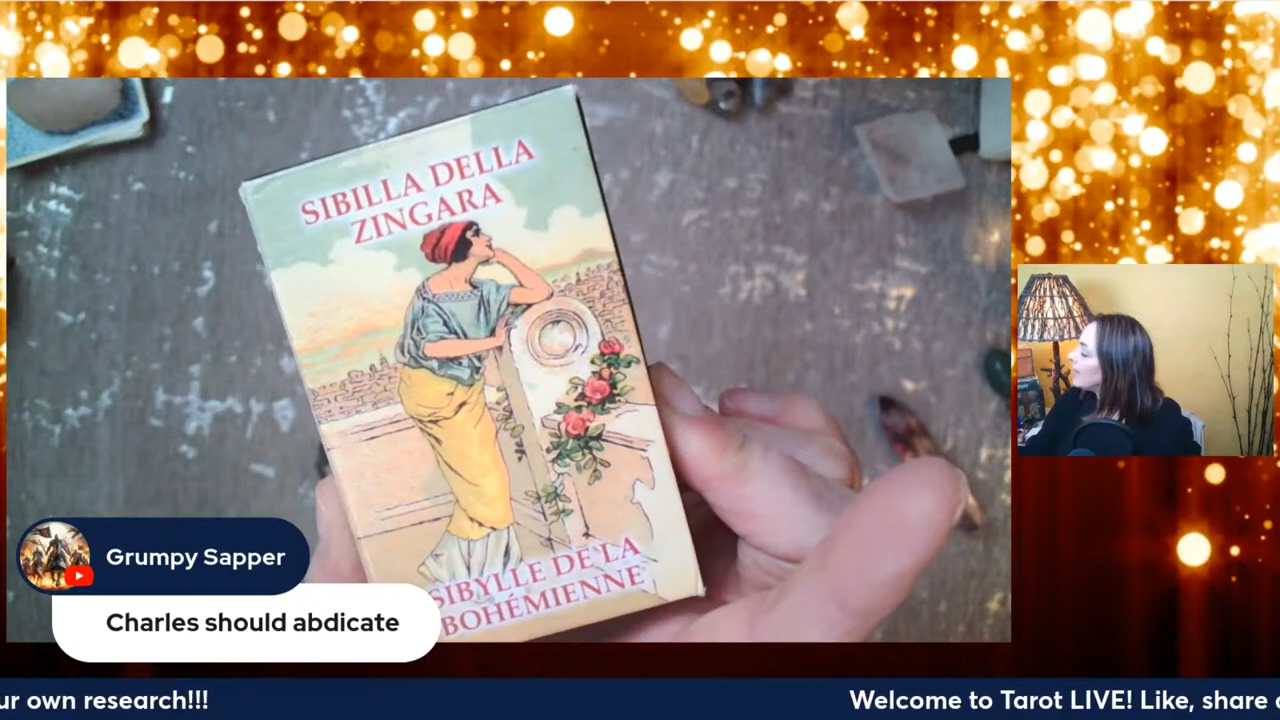 SIBILLA DELLA
ZINGARA
SIBYLLE DE LA
BOHÉMIENNE
Grumpy Sapper
Charles should abdicate
ur own research!!!
Welcome to Tarot LIVE! Like, share